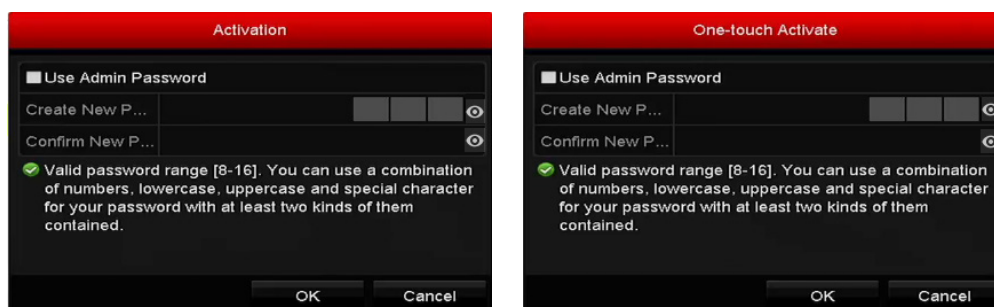 Activation
Use Admin Password
Create New P...
Confirm New P...
Valid password range [8-16]. You can use a combination
of numbers, lowercase, uppercase and special character
for your password with at least two kinds of them
contained.
OK Cancel
One-touch Activate
Use Admin Password
Create New P...
Confirm New P...
Valid password range [8-16]. You can use a combination
of numbers, lowercase, uppercase and special character
for your password with at least two kinds of them
contained.
OK Cancel